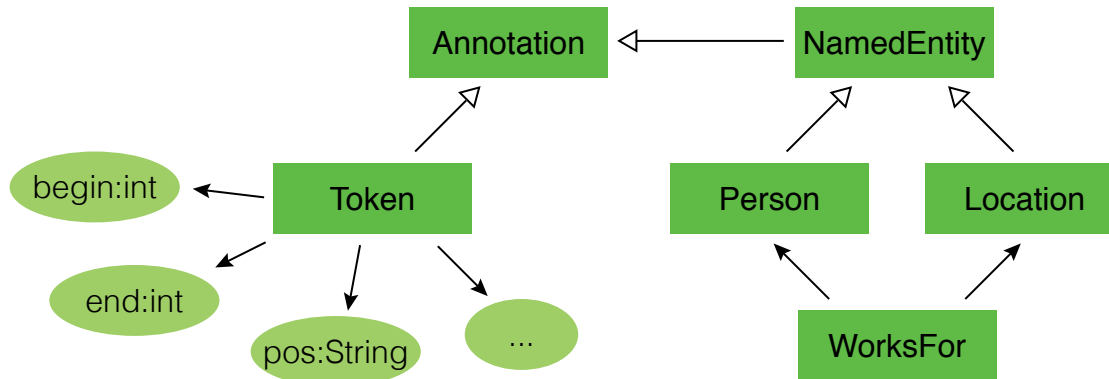 Annotation
NamedEntity
begin:int
Token
Person
Location
end:int
pos:String
...
WorksFor